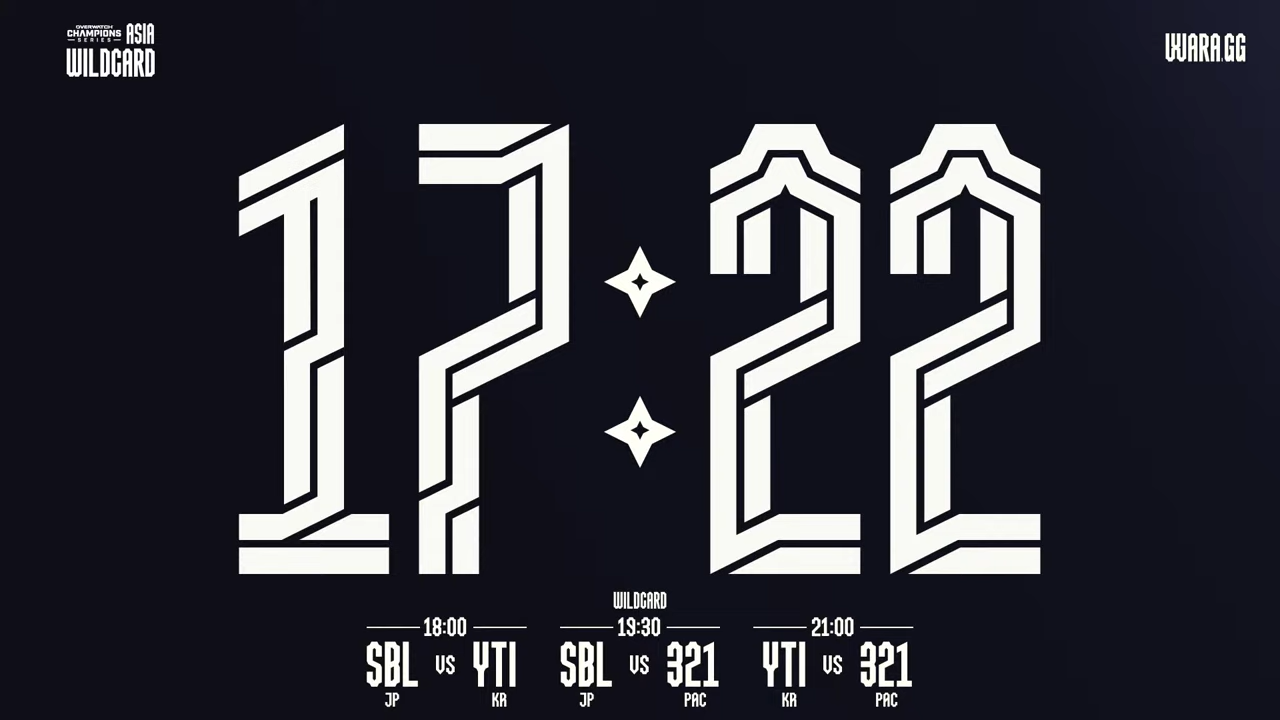 OVERWATCH
CHAMPIONS
SERIES
ASIA
WILDCARD
WARA.GG
17:22
WILDCARD
18:00
SBL VS YTI
JP KR
19:30
SBL VS 321
JP PAC
21:00
YTI VS 321
KR PAC